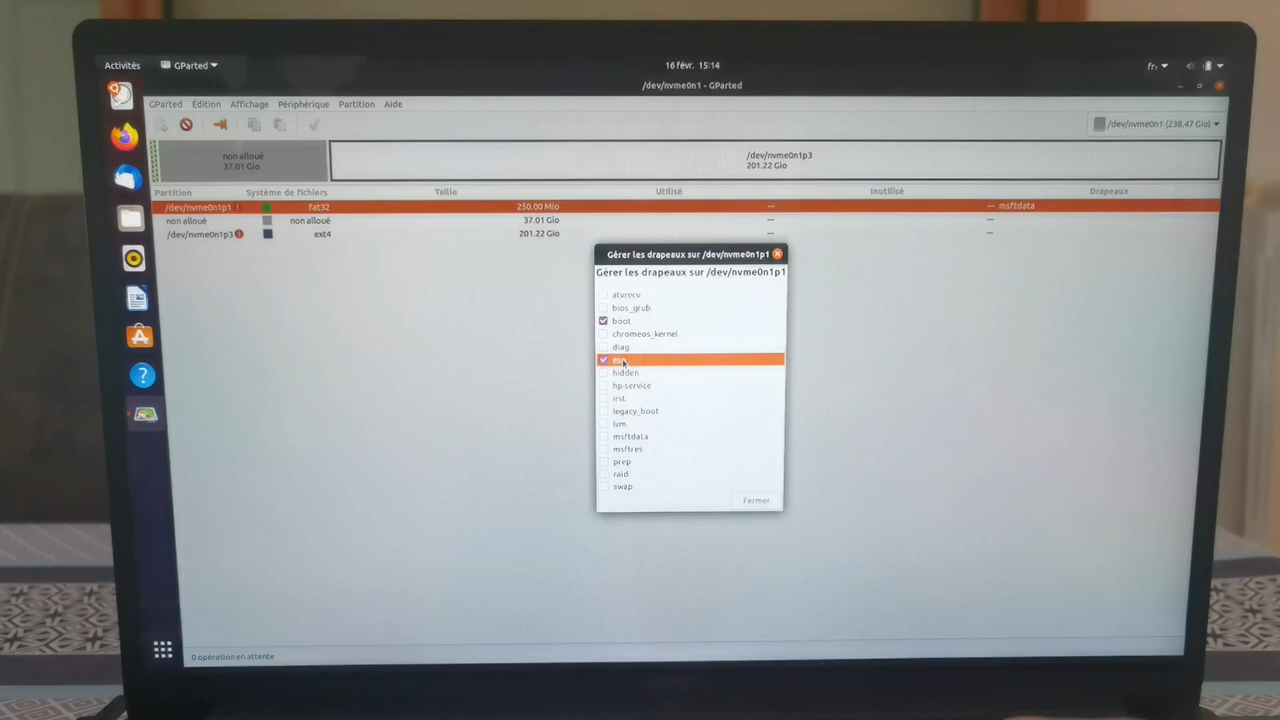 Activités GParted 16 févr. 15:14 fr
/dev/nvme0n1 - GParted
GParted Édition Affichage Périphérique Partition Aide
/dev/nvme0n1 (238.47 Gio)
non alloué
37.01 Gio
/dev/nvme0n1p3
201.22 Gio
Partition Système de fichiers Taille Utilisé Inutilisé Drapeaux
/dev/nvme0n1p1 fat32 250.00 Mio — — msftdata
non alloué non alloué 37.01 Gio — —
/dev/nvme0n1p3 ext4 201.22 Gio — —
Gérer les drapeaux sur /dev/nvme0n1p1
Gérer les drapeaux sur /dev/nvme0n1p1
atvrecv
bios_grub
boot
chromeos_kernel
diag
esp
hidden
hp-service
irst
legacy_boot
lvm
msftdata
msftres
prep
raid
swap
Fermer
0 opération en attente